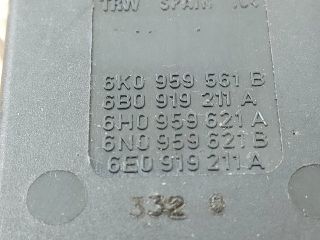 TRW SPAIN
6K0 959 561 B
6B0 919 211 A
6H0 959 621 A
6N0 959 621 B
6E0 919 211 A
332